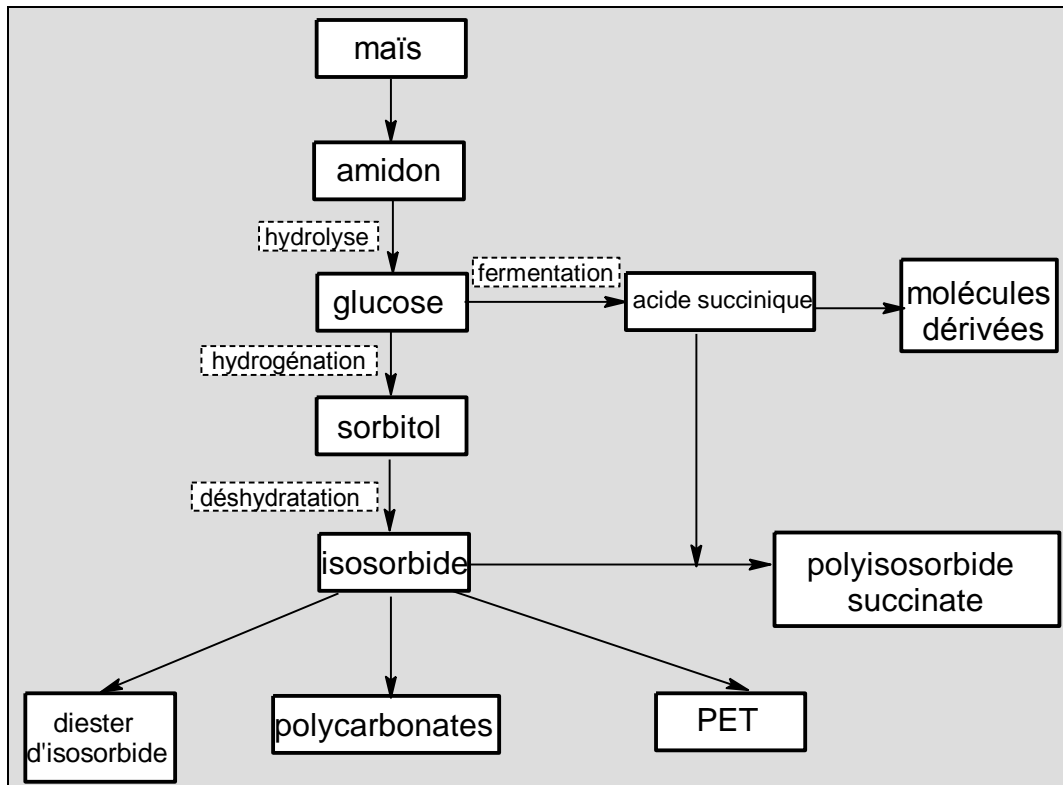 maïs
amidon
hydrolyse
glucose
fermentation
acide succinique
molécules
dérivées
hydrogénation
sorbitol
déshydratation
isosorbide
polyisosorbide
succinate
diester
d'isosorbide
polycarbonates
PET